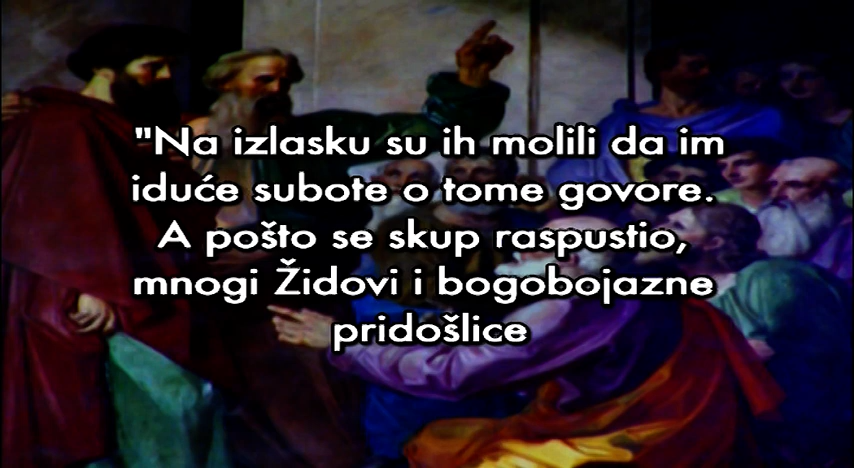 "Na izlasku su ih molili da im
iduće subote o tome govore.
A pošto se skup raspustio,
mnogi Židovi i bogobojazne
pridošlice